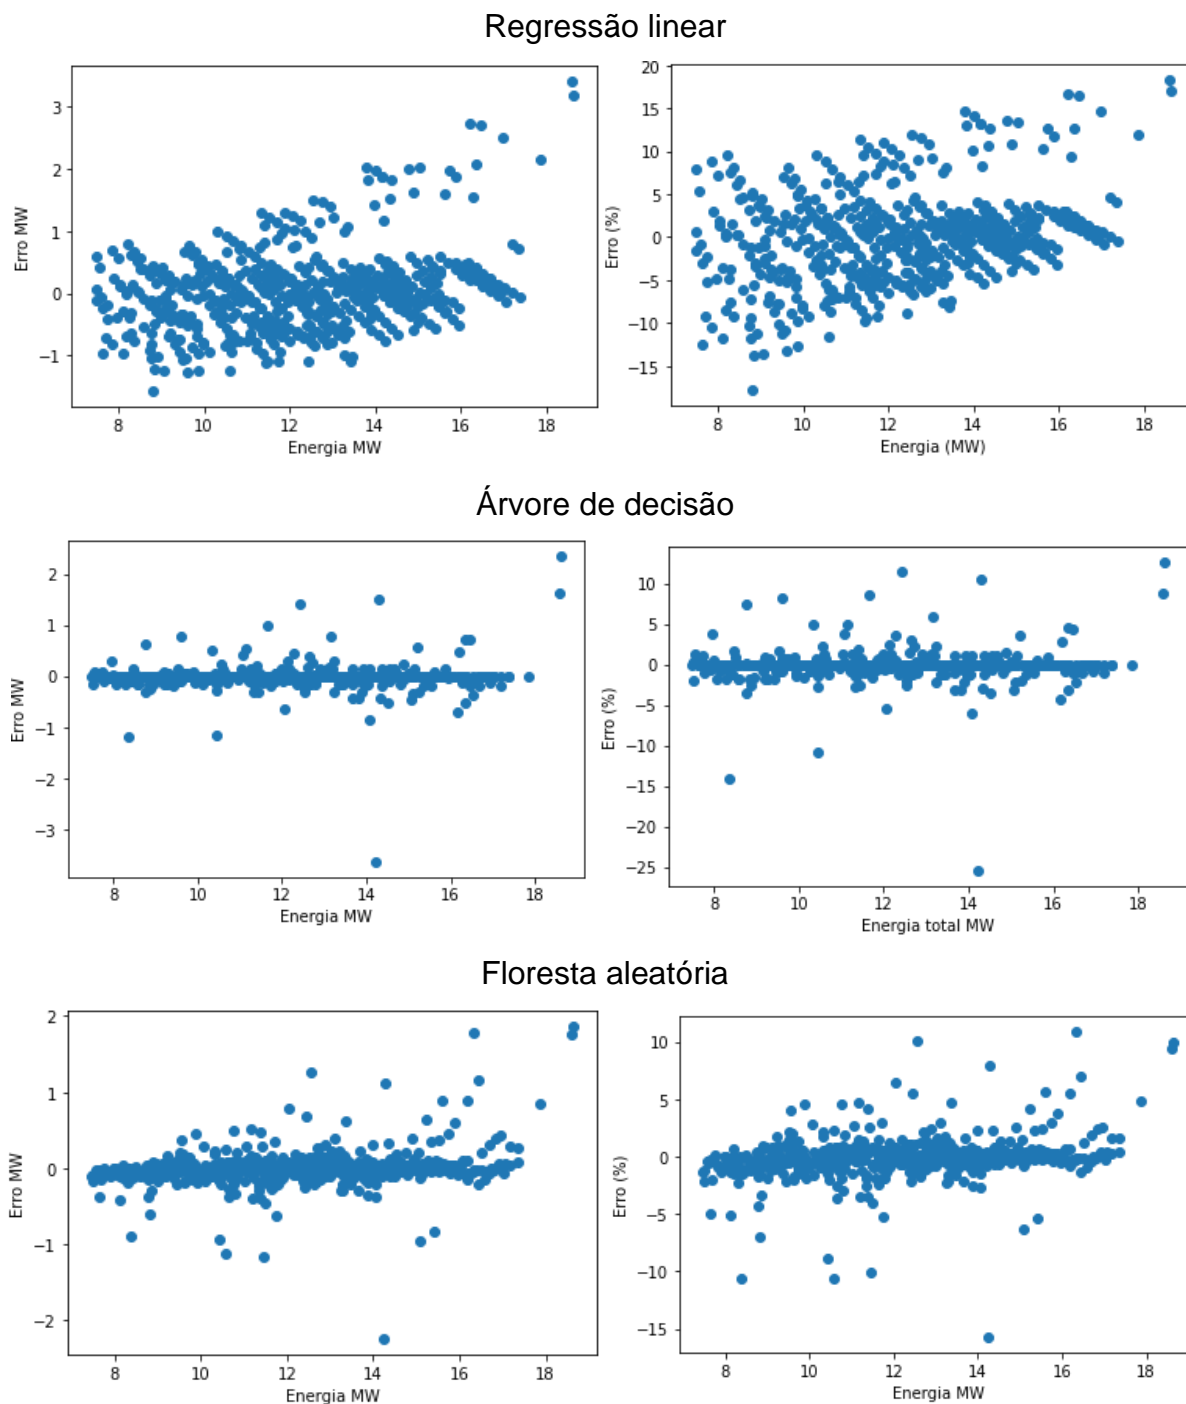 Regressão linear
3
2
1
0
−1
Erro MW
8 10 12 14 16 18
Energia MW
20
15
10
5
0
−5
−10
−15
Erro (%)
8 10 12 14 16 18
Energia (MW)
Árvore de decisão
2
1
0
−1
−2
−3
Erro MW
8 10 12 14 16 18
Energia MW
10
5
0
−5
−10
−15
−20
−25
Erro (%)
8 10 12 14 16 18
Energia total MW
Floresta aleatória
2
1
0
−1
−2
Erro MW
8 10 12 14 16 18
Energia MW
10
5
0
−5
−10
−15
Erro (%)
8 10 12 14 16 18
Energia MW